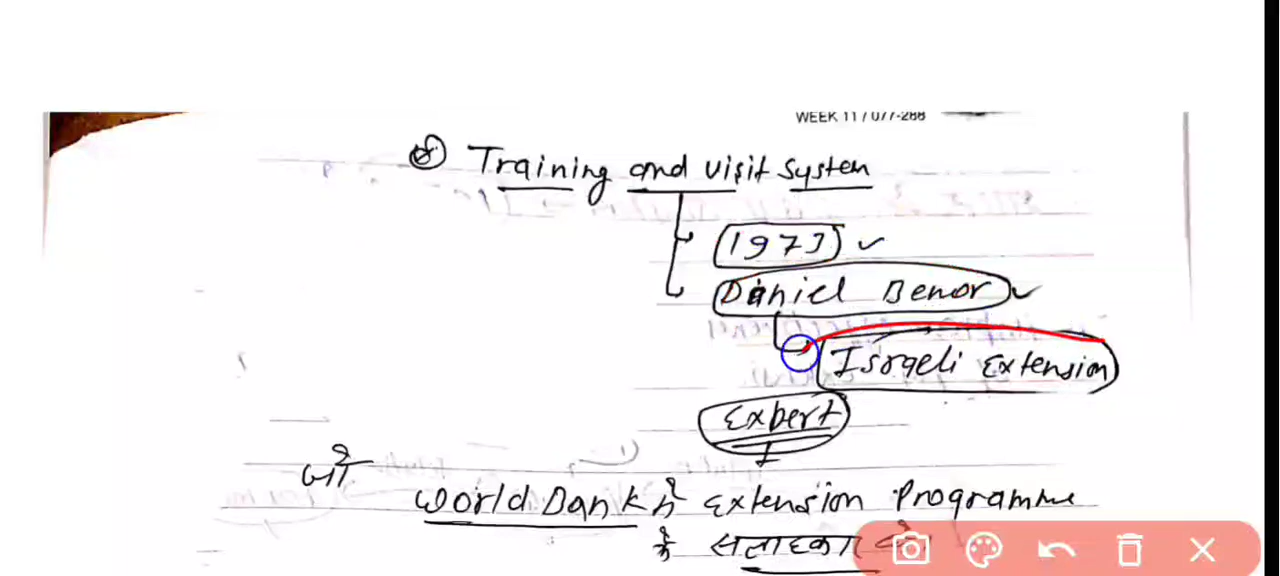 WEEK 11 / 077-288
Training and visit System
1973
Daniel Benor
Israeli Extension
Expert
जो
World Bank में Extension Programme
के सलाहकार थे